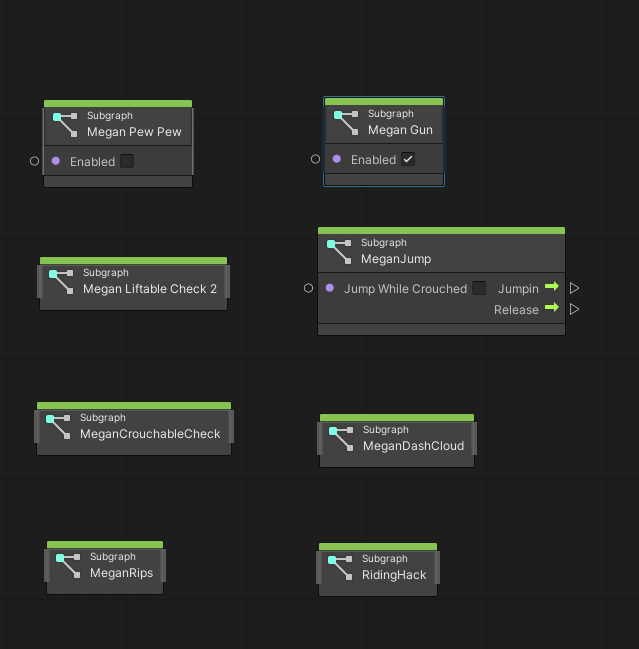 Subgraph
Megan Pew Pew
Enabled
Subgraph
Megan Gun
Enabled
Subgraph
Megan Liftable Check 2
Subgraph
MeganJump
Jump While Crouched Jumpin
Release
Subgraph
MeganCrouchableCheck
Subgraph
MeganDashCloud
Subgraph
MeganRips
Subgraph
RidingHack